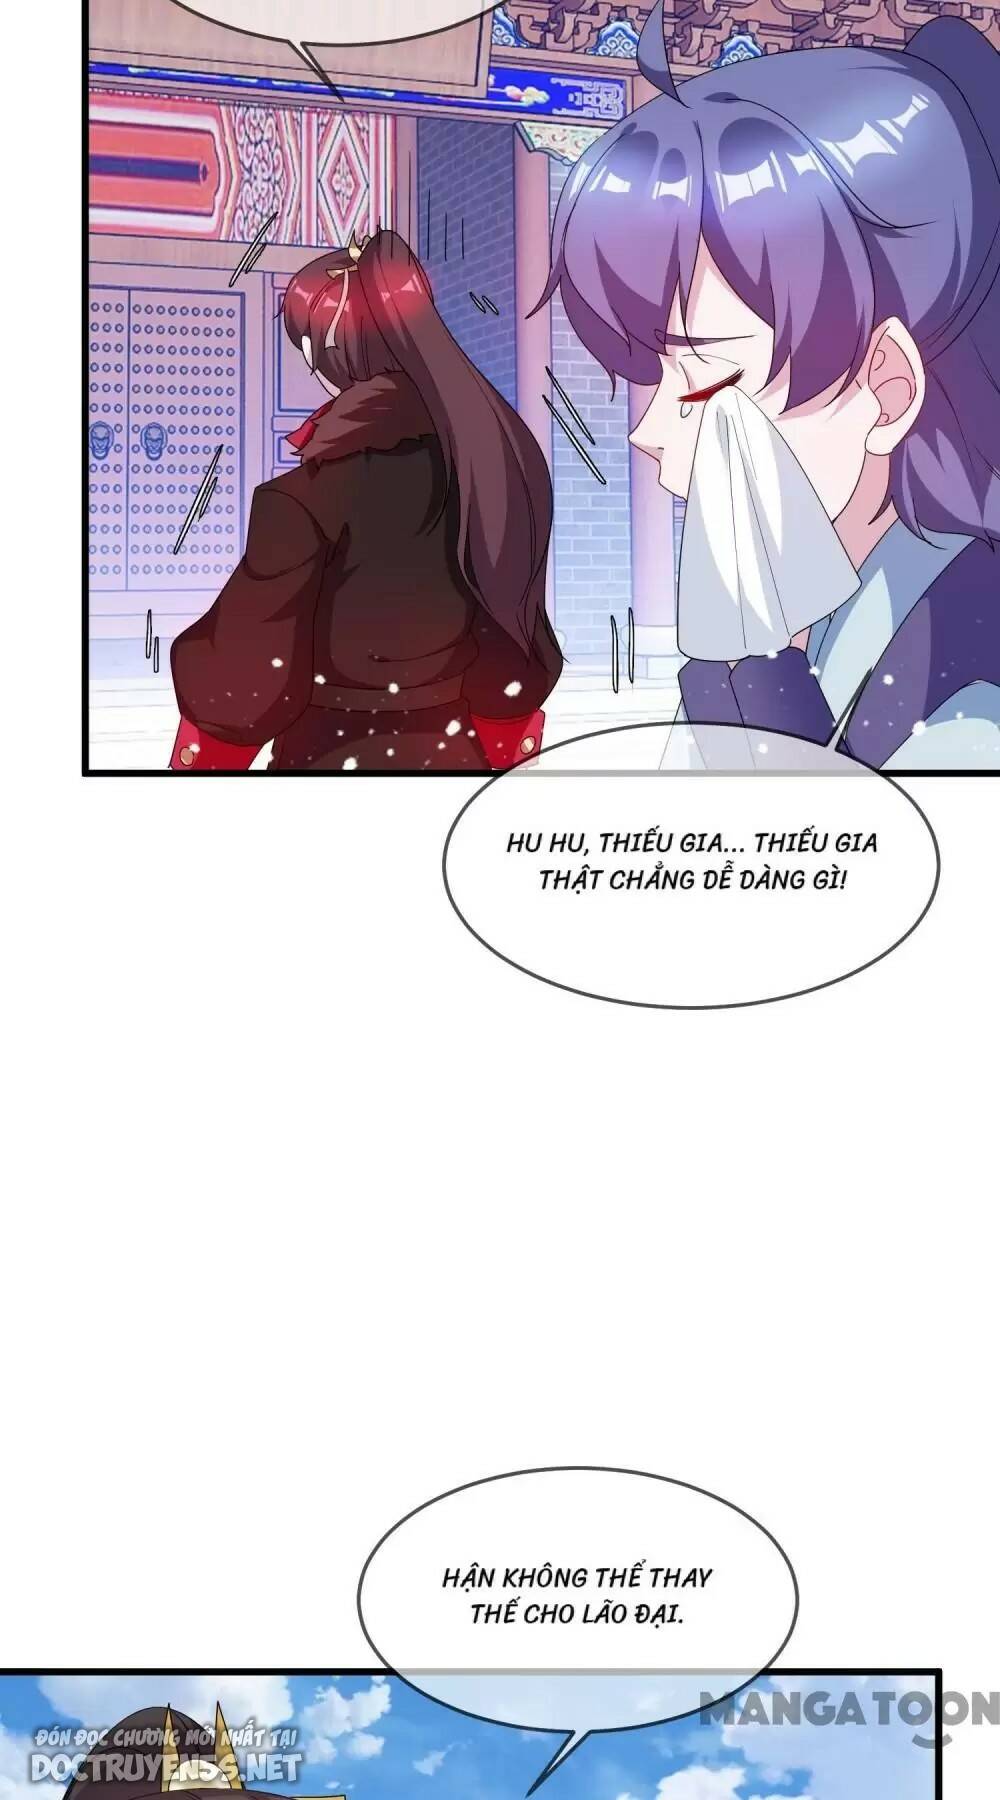 HU HU, THIẾU GIA... THIẾU GIA
THẬT CHẲNG DỄ DÀNG GÌ!
HẬN KHÔNG THỂ THAY
THẾ CHO LÃO ĐẠI.
MANGATOON
ĐÓN ĐỌC CHƯƠNG MỚI NHẤT TẠI
DOCTRUYEN5S.NET